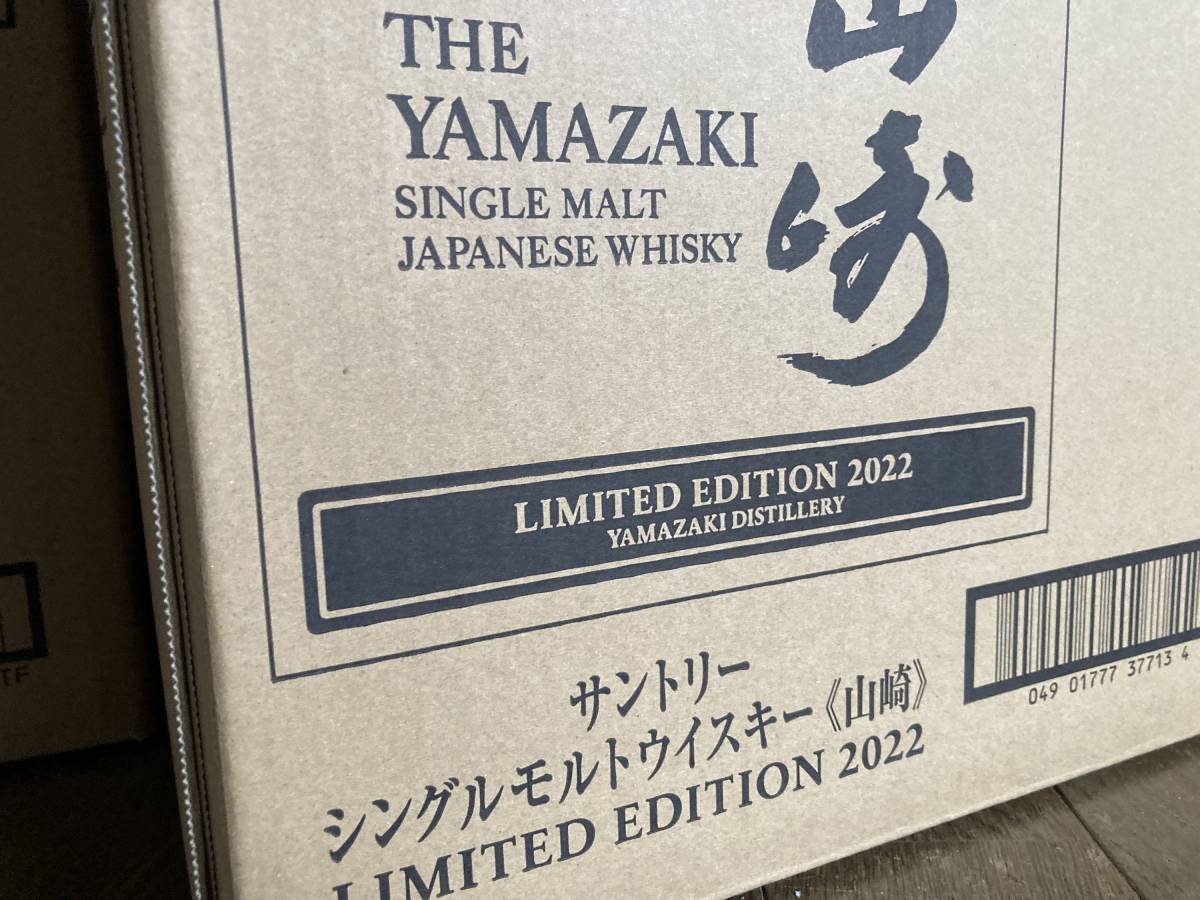 THE
YAMAZAKI
SINGLE MALT
JAPANESE WHISKY
山崎
LIMITED EDITION 2022
YAMAZAKI DISTILLERY
049 01777 37713 4
サントリー
シングルモルトウイスキー《山崎》
LIMITED EDITION 2022
TF